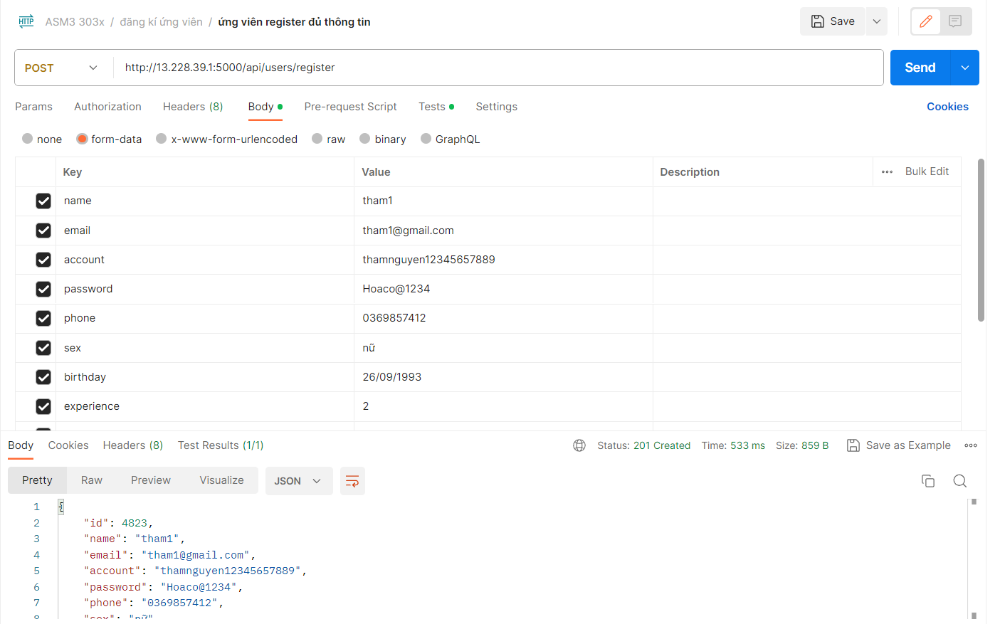 HTTP ASM3 303x / đăng kí ứng viên / ứng viên register đủ thông tin Save
POST http://13.228.39.1:5000/api/users/register Send
Params Authorization Headers (8) Body Pre-request Script Tests Settings Cookies
none form-data x-www-form-urlencoded raw binary GraphQL
Key Value Description ••• Bulk Edit
name tham1
email tham1@gmail.com
account thamnguyen12345657889
password Hoaco@1234
phone 0369857412
sex nữ
birthday 26/09/1993
experience 2
Body Cookies Headers (8) Test Results (1/1) Status: 201 Created Time: 533 ms Size: 859 B Save as Example
Pretty Raw Preview Visualize JSON
1 {
2 "id": 4823,
3 "name": "tham1",
4 "email": "tham1@gmail.com",
5 "account": "thamnguyen12345657889",
6 "password": "Hoaco@1234",
7 "phone": "0369857412",
8 "sex": "nữ"